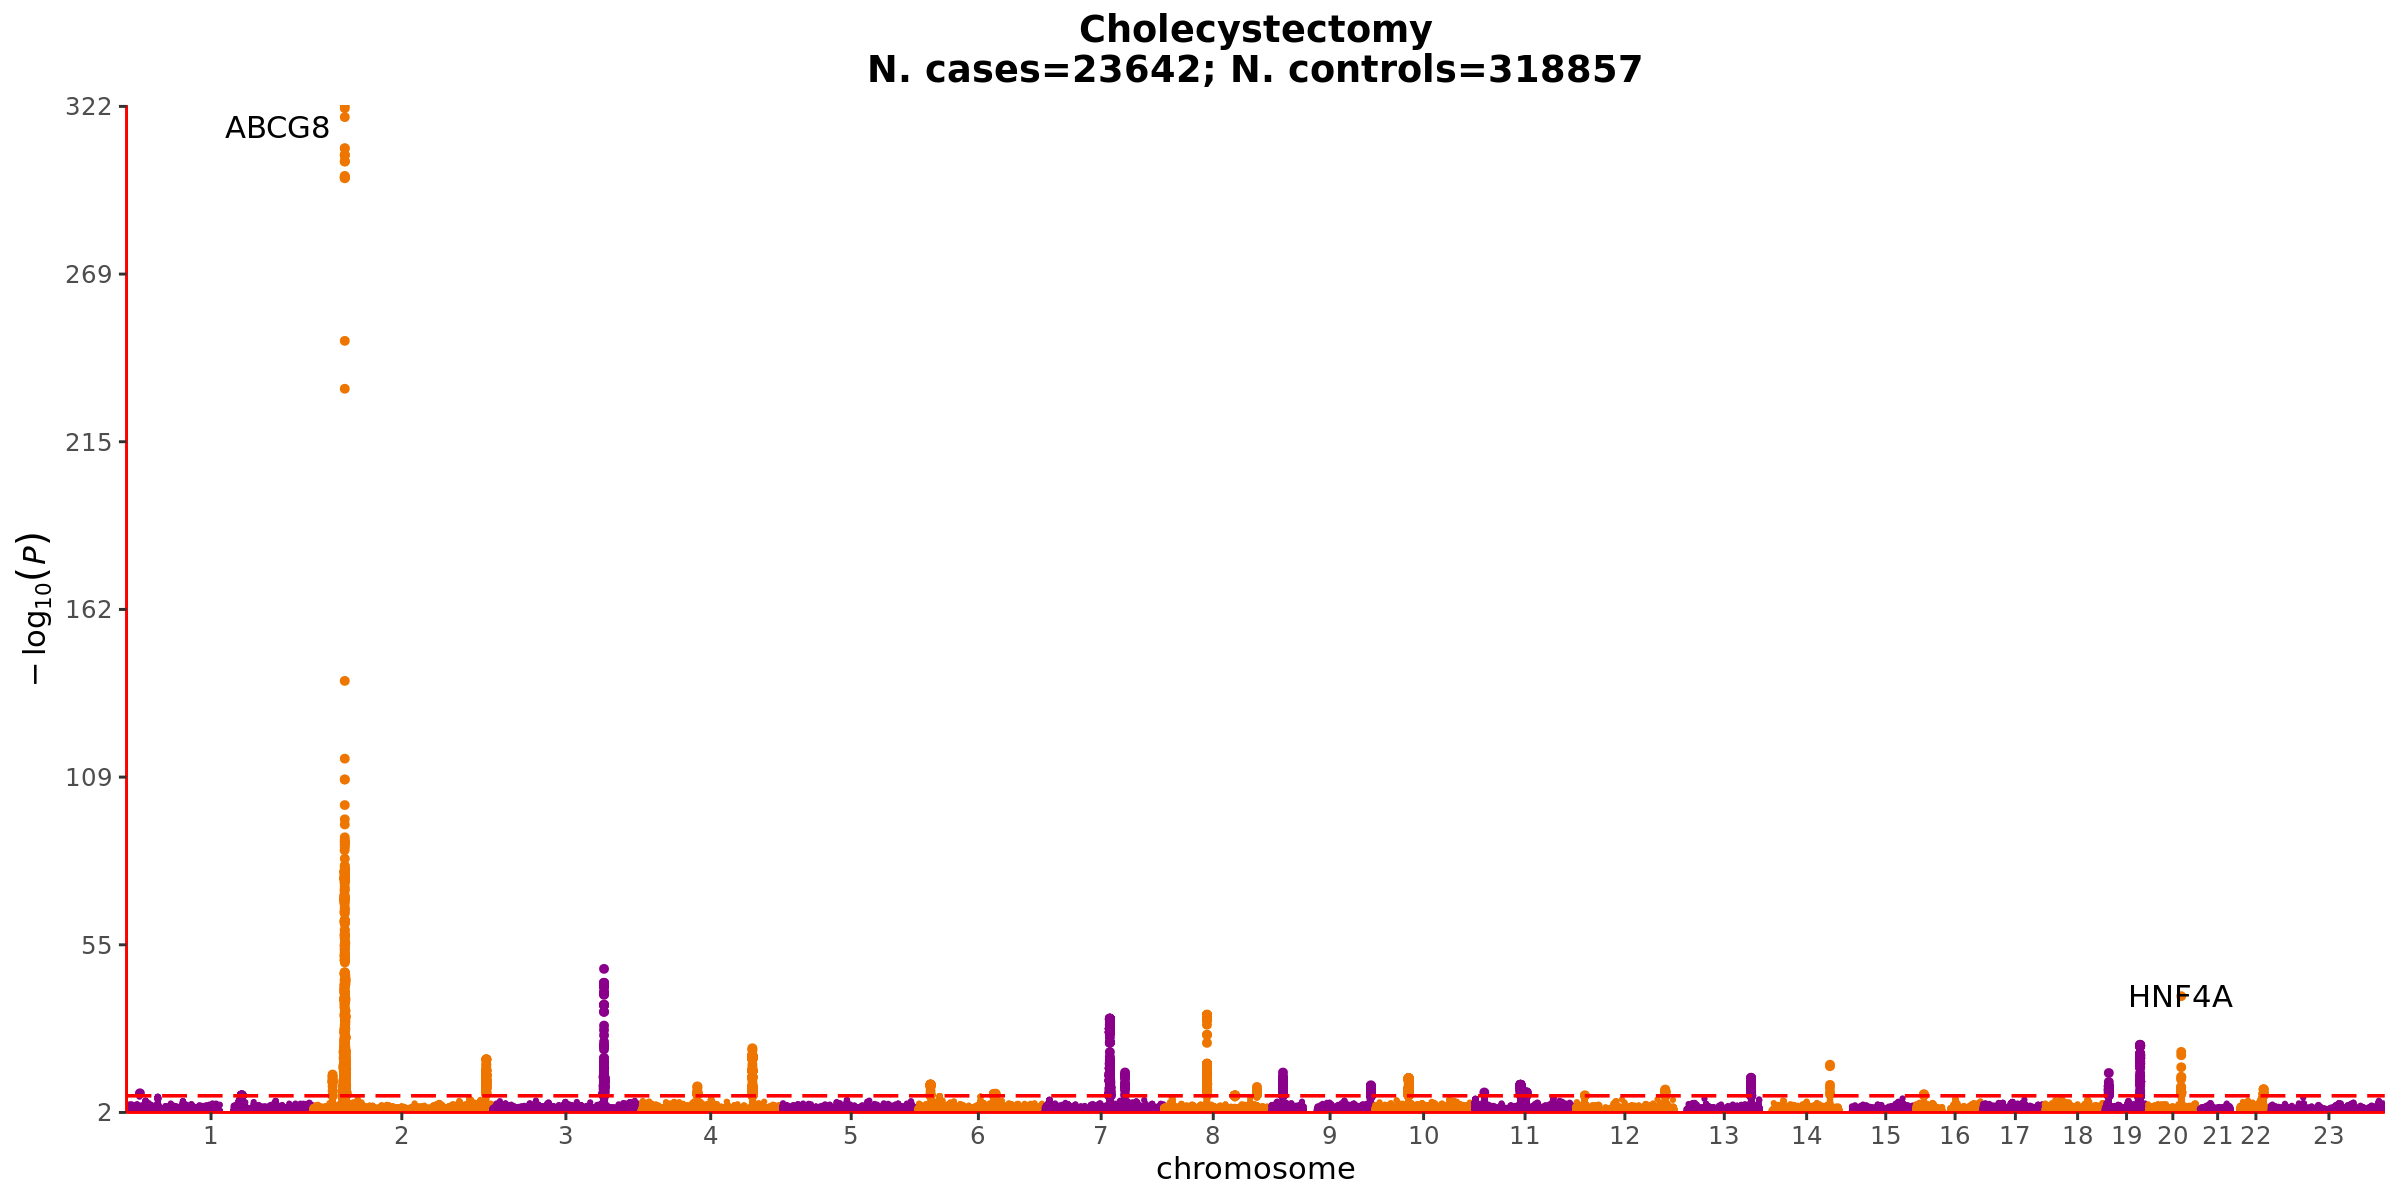 Cholecystectomy
N. cases=23642; N. controls=318857
322
ABCG8
269
215
162
109
55
HNF4A
2
−log10(P)
1 2 3 4 5 6 7 8 9 10 11 12 13 14 15 16 17 18 19 20 21 22 23
chromosome